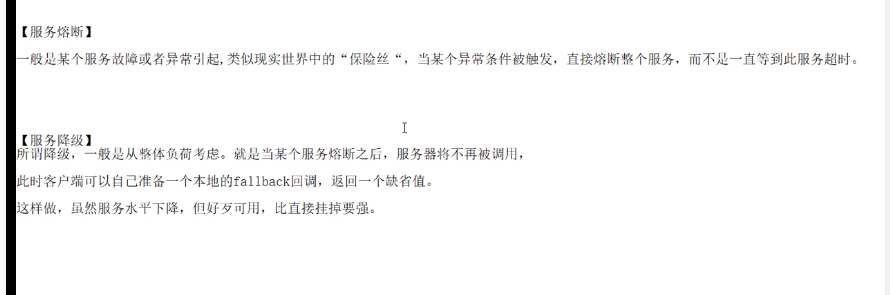 【服务熔断】
一般是某个服务故障或者异常引起,类似现实世界中的“保险丝“，当某个异常条件被触发，直接熔断整个服务，而不是一直等到此服务超时。
【服务降级】
所谓降级，一般是从整体负荷考虑。就是当某个服务熔断之后，服务器将不再被调用，
此时客户端可以自己准备一个本地的fallback回调，返回一个缺省值。
这样做，虽然服务水平下降，但好歹可用，比直接挂掉要强。